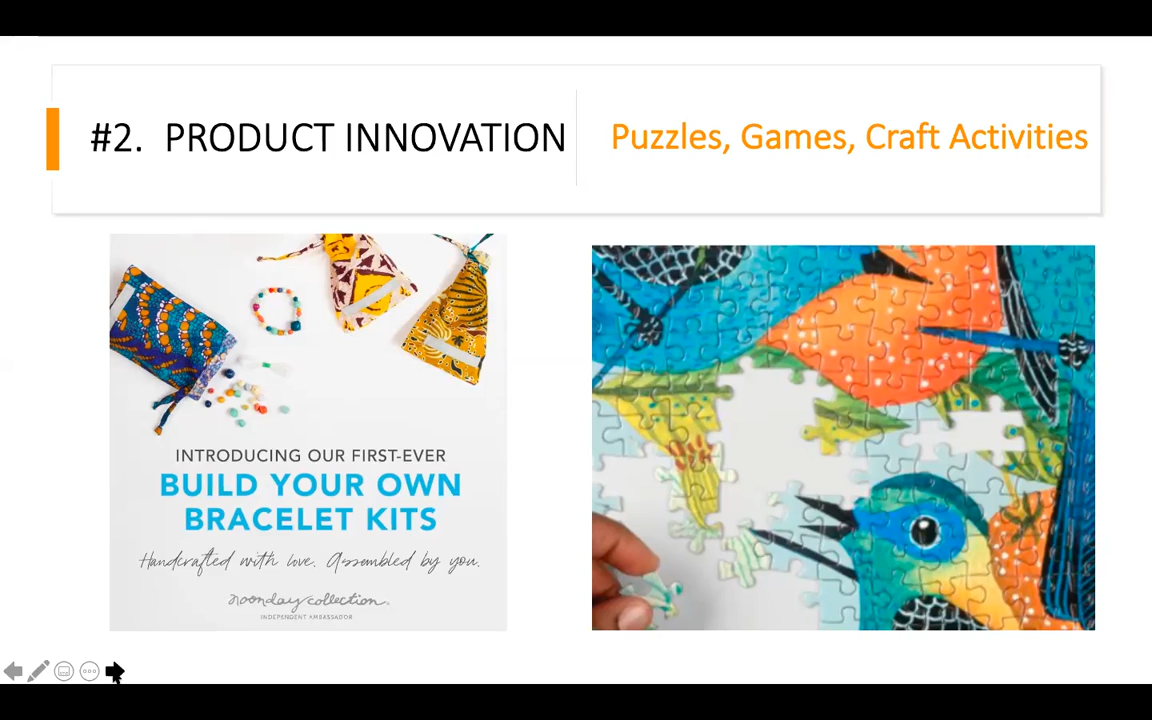 #2. PRODUCT INNOVATION
Puzzles, Games, Craft Activities
INTRODUCING OUR FIRST-EVER
BUILD YOUR OWN
BRACELET KITS
Handcrafted with love. Assembled by you.
noonday collection.
INDEPENDENT AMBASSADOR